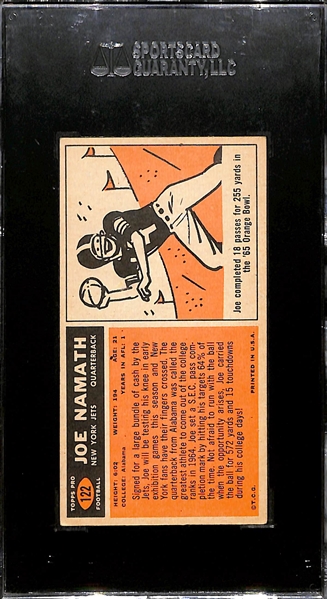 SPORTSCARD
GUARANTY, LLC
TOPPS PRO
122
FOOTBALL
JOE NAMATH
NEW YORK JETS QUARTERBACK
HEIGHT: 6:02 WEIGHT: 194 AGE: 21
COLLEGE: Alabama YEARS IN AFL: 1
Signed for a large bundle of cash by the
Jets, Joe will be testing his knee in early
exhibition games this season and New
York fans have their fingers crossed. The
quarterback from Alabama was called the
greatest athlete to come out of the college
ranks in 1964. Joe set a S.E.C. pass com-
pletion mark by hitting his targets 64% of
the time. Not afraid to run with the ball
when the opportunity arises, Joe carried
the ball for 572 yards and 15 touchdowns
during his college days!
©T.C.G. PRINTED IN U.S.A.
Joe completed 18 passes for 255 yards in
the '65 Orange Bowl.